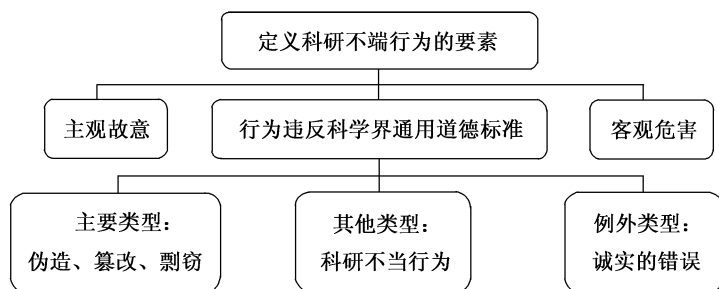 定义科研不端行为的要素
主观故意
行为违反科学界通用道德标准
客观危害
主要类型：
伪造、篡改、剽窃
其他类型：
科研不当行为
例外类型：
诚实的错误